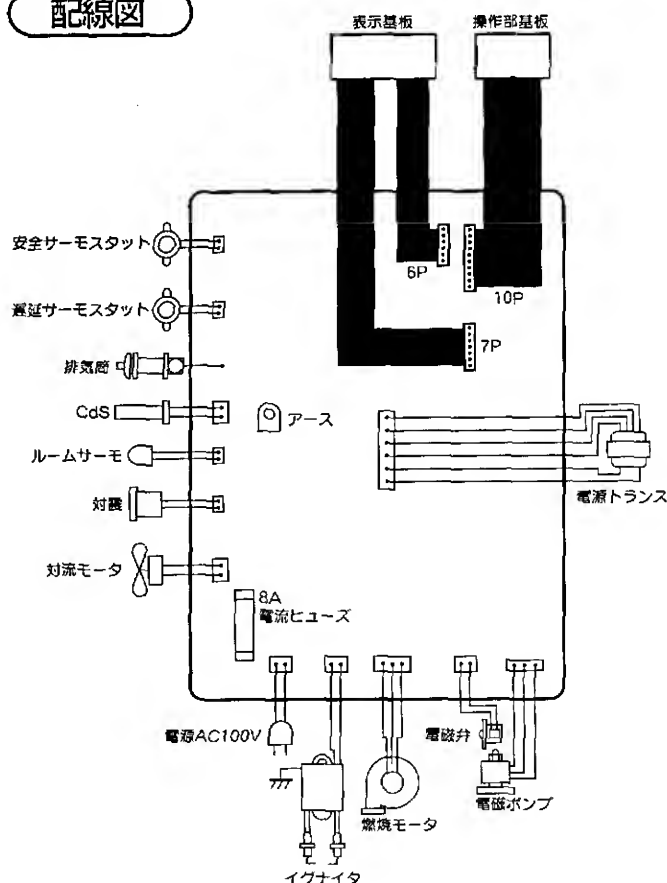 配線図
表示基板
操作部基板
安全サーモスタット
6P
10P
遅延サーモスタット
7P
排気筒
CdS
アース
ルームサーモ
電源トランス
対震
対流モータ
8A
電流ヒューズ
電源AC100V
電磁弁
電磁ポンプ
燃焼モータ
イグナイタ